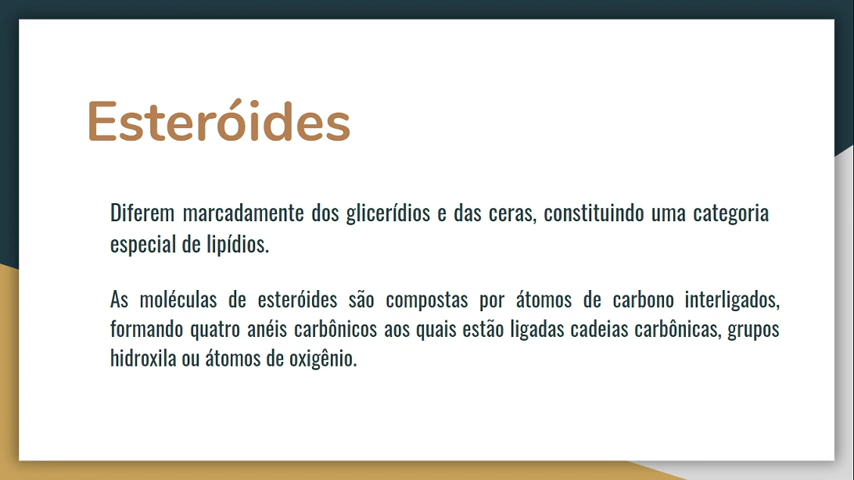 Esteróides
Diferem marcadamente dos glicerídios e das ceras, constituindo uma categoria
especial de lipídios.
As moléculas de esteróides são compostas por átomos de carbono interligados,
formando quatro anéis carbônicos aos quais estão ligadas cadeias carbônicas, grupos
hidroxila ou átomos de oxigênio.